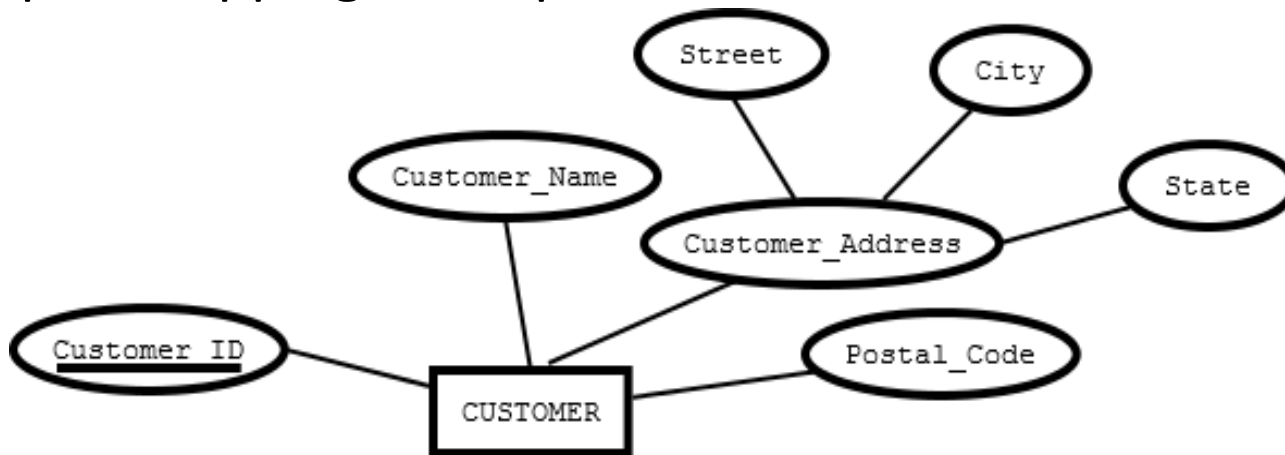 Street
City
Customer_Name
State
Customer_Address
Customer_ID
Postal_Code
CUSTOMER